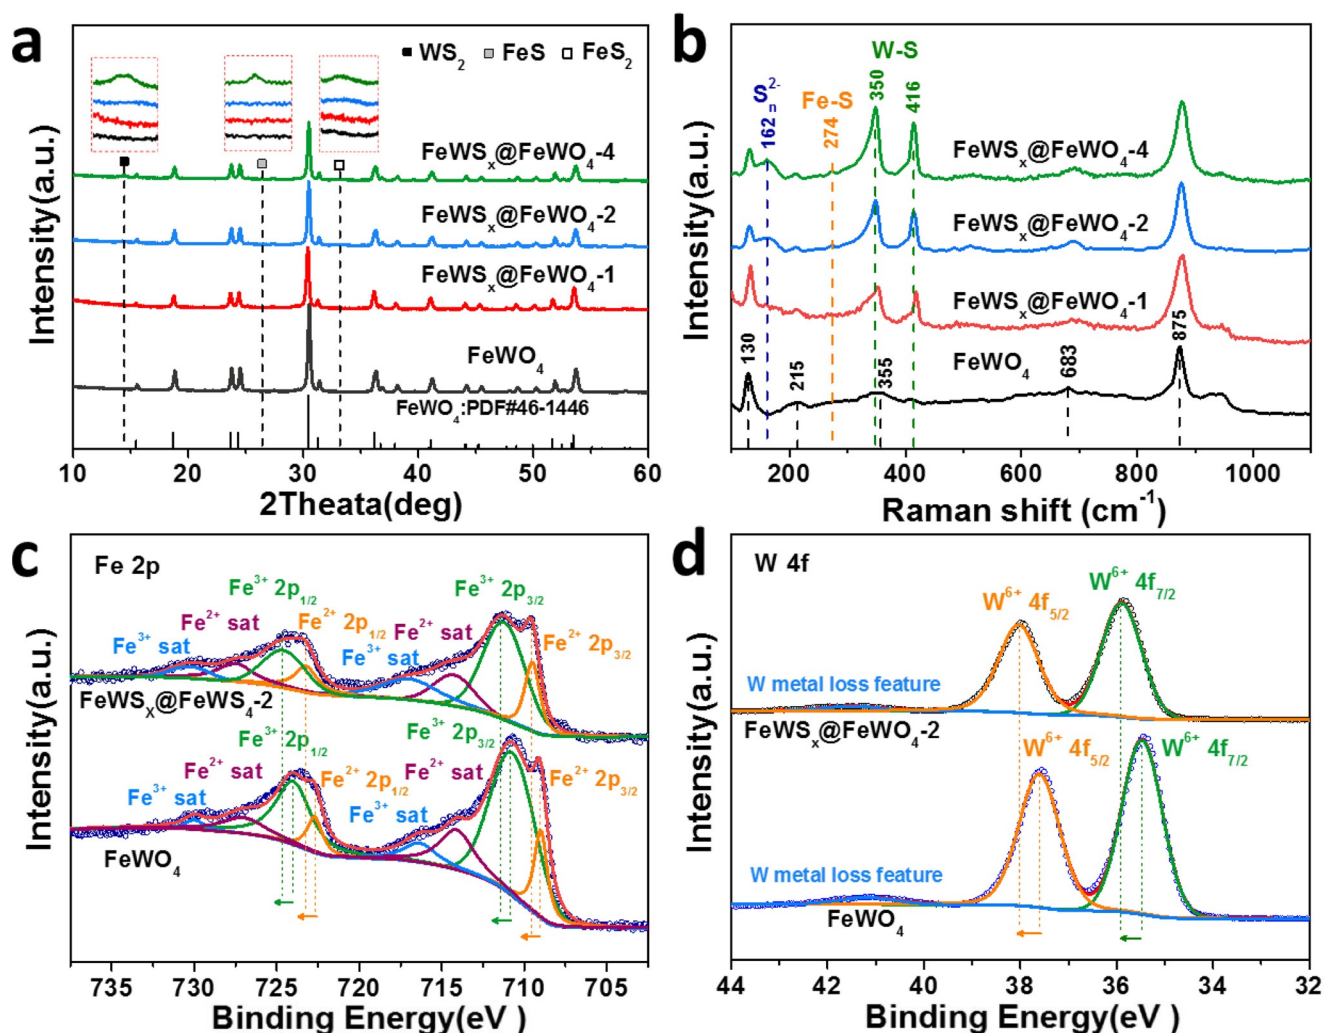 a
WS2 FeS FeS2
FeWSx@FeWO4-4
FeWSx@FeWO4-2
FeWSx@FeWO4-1
FeWO4
FeWO4:PDF#46-1446
Intensity(a.u.)
10 20 30 40 50 60
2Theata(deg)
b
W-S
Sn2-
162
Fe-S
274
350
416
FeWSx@FeWO4-4
FeWSx@FeWO4-2
FeWSx@FeWO4-1
FeWO4
130
215
355
683
875
Intensity(a.u.)
200 400 600 800 1000
Raman shift (cm-1)
c
Fe 2p
Fe3+ 2p1/2
Fe2+ sat
Fe3+ sat
Fe2+ 2p1/2
Fe3+ 2p3/2
Fe2+ sat
Fe3+ sat
Fe2+ 2p3/2
FeWSX@FeWS4-2
Fe3+ 2p1/2
Fe2+ sat
Fe3+ sat
Fe2+ 2p1/2
Fe3+ 2p3/2
Fe2+ sat
Fe3+ sat
Fe2+ 2p3/2
FeWO4
Intensity(a.u.)
735 730 725 720 715 710 705
Binding Energy(eV )
d
W 4f
W6+ 4f5/2
W6+ 4f7/2
W metal loss feature
FeWSx@FeWO4-2
W6+ 4f5/2
W6+ 4f7/2
W metal loss feature
FeWO4
Intensity(a.u.)
44 42 40 38 36 34 32
Binding Energy(eV )